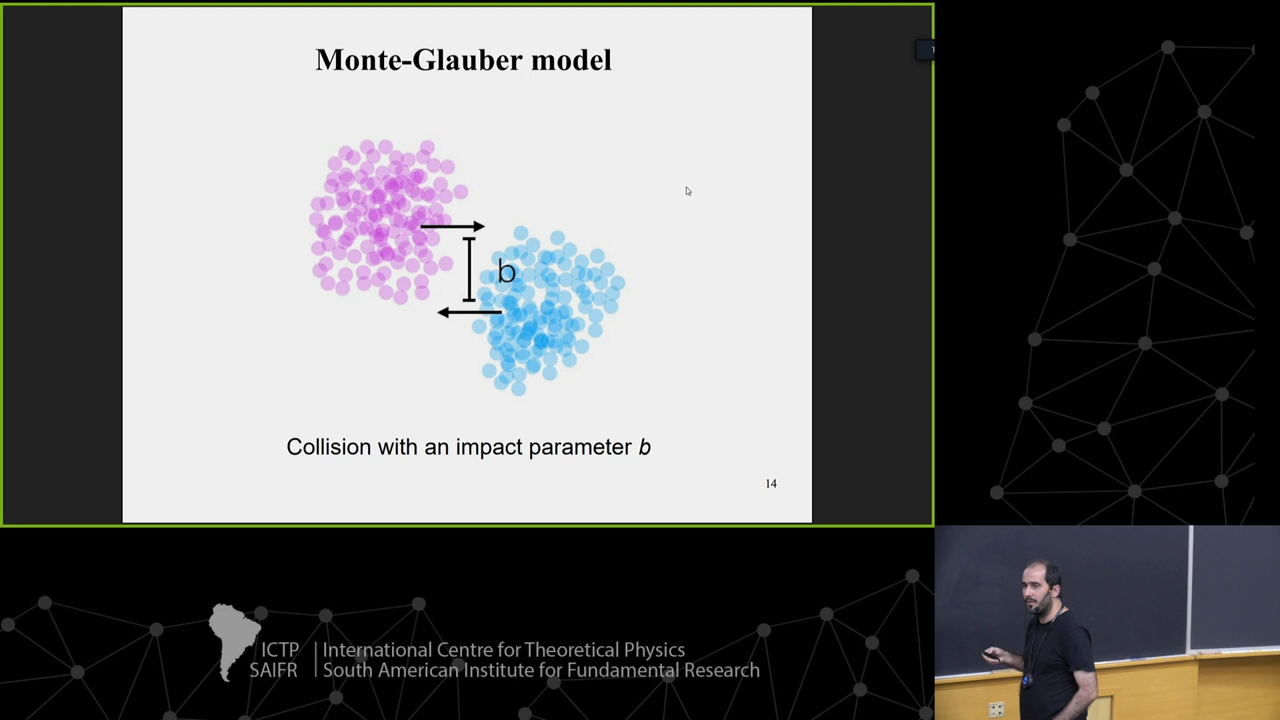 Monte-Glauber model
b
Collision with an impact parameter b
14
ICTP
SAIFR
International Centre for Theoretical Physics
South American Institute for Fundamental Research